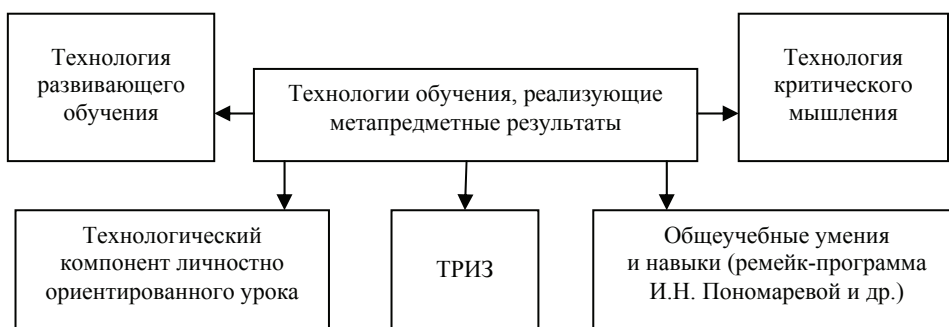 Технология
развивающего
обучения
Технологии обучения, реализующие
метапредметные результаты
Технология
критического
мышления
Технологический
компонент личностно
ориентированного урока
ТРИЗ
Общеучебные умения
и навыки (ремейк-программа
И.Н. Пономаревой и др.)